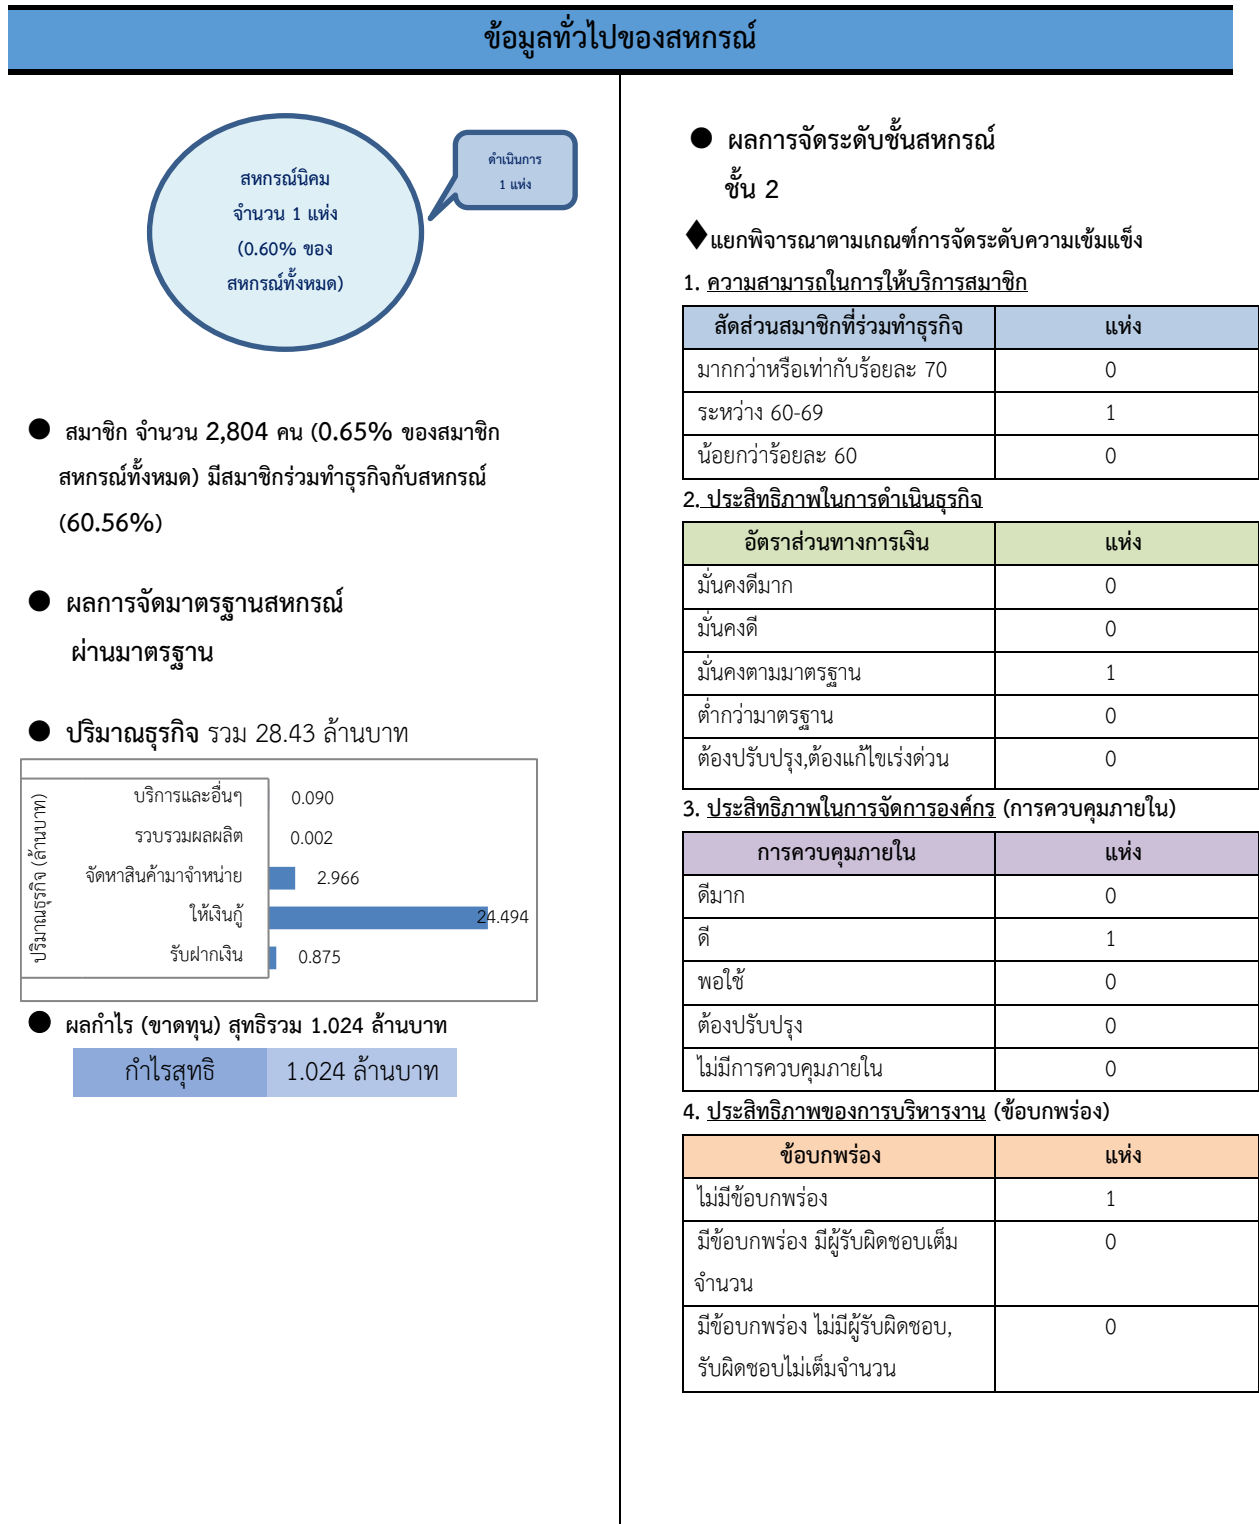 ข้อมูลทั่วไปของสหกรณ์
สหกรณ์นิคม
จำนวน 1 แห่ง
(0.60% ของ
สหกรณ์ทั้งหมด)
ดำเนินการ
1 แห่ง
● สมาชิก จำนวน 2,804 คน (0.65% ของสมาชิก
สหกรณ์ทั้งหมด) มีสมาชิกร่วมทำธุรกิจกับสหกรณ์
(60.56%)
● ผลการจัดมาตรฐานสหกรณ์
ผ่านมาตรฐาน
● ปริมาณธุรกิจ รวม 28.43 ล้านบาท
ปริมาณธุรกิจ (ล้านบาท)
บริการและอื่นๆ 0.090
รวบรวมผลผลิต 0.002
จัดหาสินค้ามาจำหน่าย 2.966
ให้เงินกู้ 24.494
รับฝากเงิน 0.875
● ผลกำไร (ขาดทุน) สุทธิรวม 1.024 ล้านบาท
กำไรสุทธิ 1.024 ล้านบาท
● ผลการจัดระดับชั้นสหกรณ์
ชั้น 2
♦แยกพิจารณาตามเกณฑ์การจัดระดับความเข้มแข็ง
1. ความสามารถในการให้บริการสมาชิก
สัดส่วนสมาชิกที่ร่วมทำธุรกิจ แห่ง
มากกว่าหรือเท่ากับร้อยละ 70 0
ระหว่าง 60-69 1
น้อยกว่าร้อยละ 60 0
2. ประสิทธิภาพในการดำเนินธุรกิจ
อัตราส่วนทางการเงิน แห่ง
มั่นคงดีมาก 0
มั่นคงดี 0
มั่นคงตามมาตรฐาน 1
ต่ำกว่ามาตรฐาน 0
ต้องปรับปรุง,ต้องแก้ไขเร่งด่วน 0
3. ประสิทธิภาพในการจัดการองค์กร (การควบคุมภายใน)
การควบคุมภายใน แห่ง
ดีมาก 0
ดี 1
พอใช้ 0
ต้องปรับปรุง 0
ไม่มีการควบคุมภายใน 0
4. ประสิทธิภาพของการบริหารงาน (ข้อบกพร่อง)
ข้อบกพร่อง แห่ง
ไม่มีข้อบกพร่อง 1
มีข้อบกพร่อง มีผู้รับผิดชอบเต็ม 0
จำนวน
มีข้อบกพร่อง ไม่มีผู้รับผิดชอบ, 0
รับผิดชอบไม่เต็มจำนวน